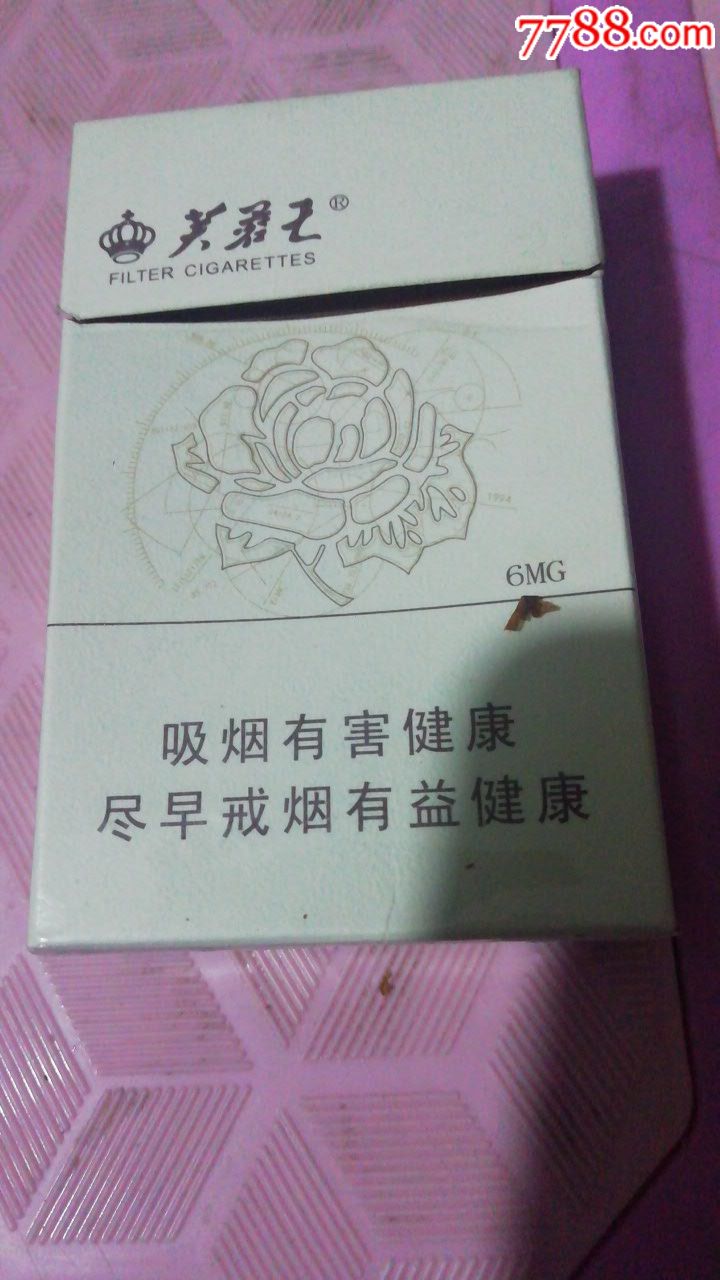 7788.com
芙蓉王®
FILTER CIGARETTES
1994
6MG
吸烟有害健康
尽早戒烟有益健康